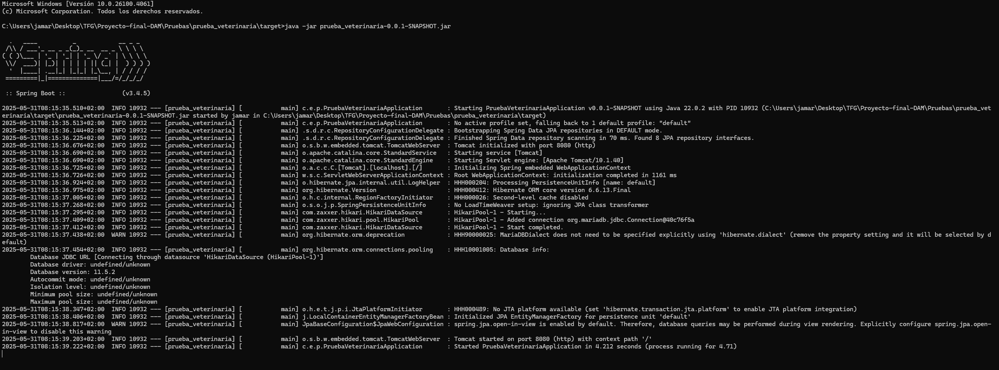 Microsoft Windows [Versión 10.0.26100.4061]
(c) Microsoft Corporation. Todos los derechos reservados.

C:\Users\jamar\Desktop\TFG\Proyecto-final-DAM\Pruebas\prueba_veterinaria\target>java -jar prueba_veterinaria-0.0.1-SNAPSHOT.jar

  .   ____          _            __ _ _
 /\\ / ___'_ __ _ _(_)_ __  __ _ \ \ \ \
( ( )\___ | '_ | '_| | '_ \/ _` | \ \ \ \
 \\/  ___)| |_)| | | | | || (_| |  ) ) ) )
  '  |____| .__|_| |_|_| |_\__, | / / / /
 =========|_|==============|___/=/_/_/_/

 :: Spring Boot ::                (v3.4.5)

2025-05-31T08:15:35.510+02:00  INFO 10932 --- [prueba_veterinaria] [           main] c.e.p.PruebaVeterinariaApplication       : Starting PruebaVeterinariaApplication v0.0.1-SNAPSHOT using Java 22.0.2 with PID 10932 (C:\Users\jamar\Desktop\TFG\Proyecto-final-DAM\Pruebas\prueba_vet
erinaria\target\prueba_veterinaria-0.0.1-SNAPSHOT.jar started by jamar in C:\Users\jamar\Desktop\TFG\Proyecto-final-DAM\Pruebas\prueba_veterinaria\target)
2025-05-31T08:15:35.513+02:00  INFO 10932 --- [prueba_veterinaria] [           main] c.e.p.PruebaVeterinariaApplication       : No active profile set, falling back to 1 default profile: "default"
2025-05-31T08:15:36.144+02:00  INFO 10932 --- [prueba_veterinaria] [           main] .s.d.r.c.RepositoryConfigurationDelegate : Bootstrapping Spring Data JPA repositories in DEFAULT mode.
2025-05-31T08:15:36.225+02:00  INFO 10932 --- [prueba_veterinaria] [           main] .s.d.r.c.RepositoryConfigurationDelegate : Finished Spring Data repository scanning in 70 ms. Found 8 JPA repository interfaces.
2025-05-31T08:15:36.676+02:00  INFO 10932 --- [prueba_veterinaria] [           main] o.s.b.w.embedded.tomcat.TomcatWebServer  : Tomcat initialized with port 8080 (http)
2025-05-31T08:15:36.690+02:00  INFO 10932 --- [prueba_veterinaria] [           main] o.apache.catalina.core.StandardService   : Starting service [Tomcat]
2025-05-31T08:15:36.690+02:00  INFO 10932 --- [prueba_veterinaria] [           main] o.apache.catalina.core.StandardEngine    : Starting Servlet engine: [Apache Tomcat/10.1.40]
2025-05-31T08:15:36.725+02:00  INFO 10932 --- [prueba_veterinaria] [           main] o.a.c.c.C.[Tomcat].[localhost].[/]       : Initializing Spring embedded WebApplicationContext
2025-05-31T08:15:36.726+02:00  INFO 10932 --- [prueba_veterinaria] [           main] w.s.c.ServletWebServerApplicationContext : Root WebApplicationContext: initialization completed in 1161 ms
2025-05-31T08:15:36.924+02:00  INFO 10932 --- [prueba_veterinaria] [           main] o.hibernate.jpa.internal.util.LogHelper  : HHH000204: Processing PersistenceUnitInfo [name: default]
2025-05-31T08:15:36.975+02:00  INFO 10932 --- [prueba_veterinaria] [           main] org.hibernate.Version                    : HHH000412: Hibernate ORM core version 6.6.13.Final
2025-05-31T08:15:37.005+02:00  INFO 10932 --- [prueba_veterinaria] [           main] o.h.c.internal.RegionFactoryInitiator    : HHH000026: Second-level cache disabled
2025-05-31T08:15:37.268+02:00  INFO 10932 --- [prueba_veterinaria] [           main] o.s.o.j.p.SpringPersistenceUnitInfo      : No LoadTimeWeaver setup: ignoring JPA class transformer
2025-05-31T08:15:37.295+02:00  INFO 10932 --- [prueba_veterinaria] [           main] com.zaxxer.hikari.HikariDataSource       : HikariPool-1 - Starting...
2025-05-31T08:15:37.409+02:00  INFO 10932 --- [prueba_veterinaria] [           main] com.zaxxer.hikari.pool.HikariPool        : HikariPool-1 - Added connection org.mariadb.jdbc.Connection@40c76f5a
2025-05-31T08:15:37.412+02:00  INFO 10932 --- [prueba_veterinaria] [           main] com.zaxxer.hikari.HikariDataSource       : HikariPool-1 - Start completed.
2025-05-31T08:15:37.438+02:00  WARN 10932 --- [prueba_veterinaria] [           main] org.hibernate.orm.deprecation            : HHH90000025: MariaDBDialect does not need to be specified explicitly using 'hibernate.dialect' (remove the property setting and it will be selected by d
efault)
2025-05-31T08:15:37.454+02:00  INFO 10932 --- [prueba_veterinaria] [           main] org.hibernate.orm.connections.pooling    : HHH10001005: Database info:
        Database JDBC URL [Connecting through datasource 'HikariDataSource (HikariPool-1)']
        Database driver: undefined/unknown
        Database version: 11.5.2
        Autocommit mode: undefined/unknown
        Isolation level: undefined/unknown
        Minimum pool size: undefined/unknown
        Maximum pool size: undefined/unknown
2025-05-31T08:15:38.347+02:00  INFO 10932 --- [prueba_veterinaria] [           main] o.h.e.t.j.p.i.JtaPlatformInitiator       : HHH000489: No JTA platform available (set 'hibernate.transaction.jta.platform' to enable JTA platform integration)
2025-05-31T08:15:38.406+02:00  INFO 10932 --- [prueba_veterinaria] [           main] j.LocalContainerEntityManagerFactoryBean : Initialized JPA EntityManagerFactory for persistence unit 'default'
2025-05-31T08:15:38.817+02:00  WARN 10932 --- [prueba_veterinaria] [           main] JpaBaseConfiguration$JpaWebConfiguration : spring.jpa.open-in-view is enabled by default. Therefore, database queries may be performed during view rendering. Explicitly configure spring.jpa.open-
in-view to disable this warning
2025-05-31T08:15:39.203+02:00  INFO 10932 --- [prueba_veterinaria] [           main] o.s.b.w.embedded.tomcat.TomcatWebServer  : Tomcat started on port 8080 (http) with context path '/'
2025-05-31T08:15:39.222+02:00  INFO 10932 --- [prueba_veterinaria] [           main] c.e.p.PruebaVeterinariaApplication       : Started PruebaVeterinariaApplication in 4.212 seconds (process running for 4.71)